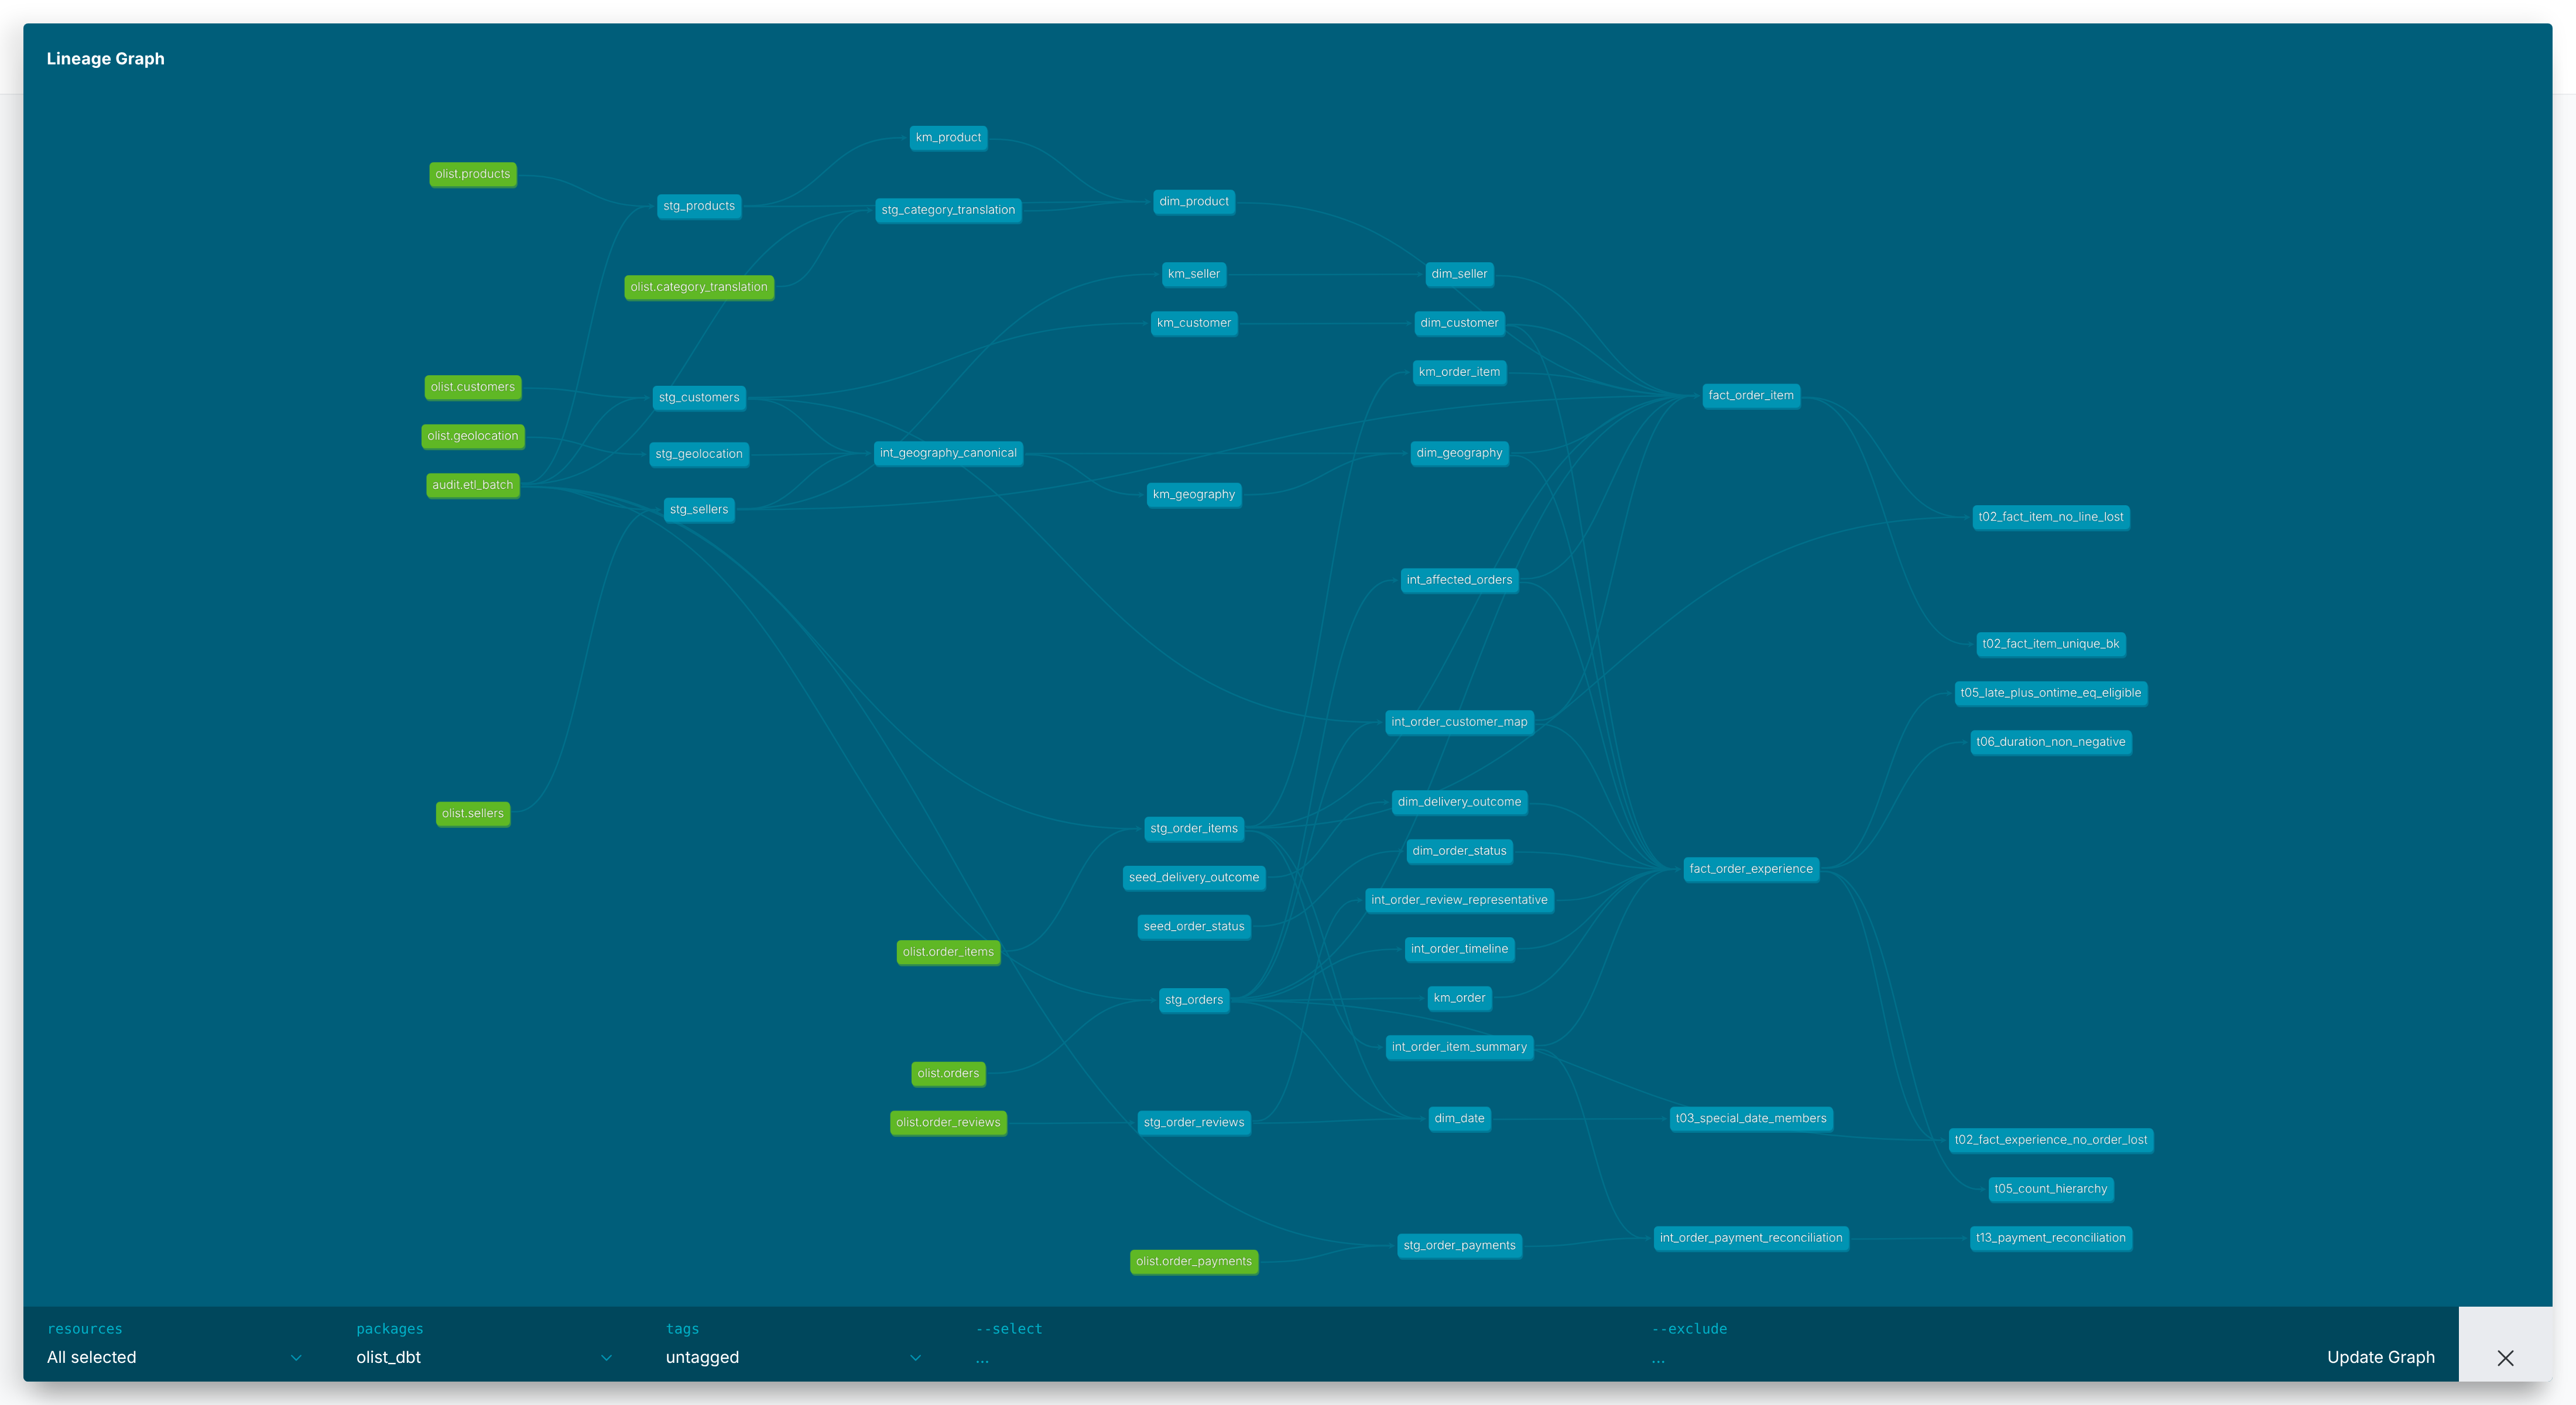 Lineage Graph
km_product
olist.products
dim_product
stg_products
stg_category_translation
km_seller
dim_seller
olist.category_translation
km_customer
dim_customer
km_order_item
olist.customers
stg_customers
fact_order_item
olist.geolocation
stg_geolocation
int_geography_canonical
dim_geography
audit.etl_batch
km_geography
stg_sellers
t02_fact_item_no_line_lost
int_affected_orders
t02_fact_item_unique_bk
t05_late_plus_ontime_eq_eligible
int_order_customer_map
t06_duration_non_negative
dim_delivery_outcome
olist.sellers
stg_order_items
dim_order_status
fact_order_experience
seed_delivery_outcome
int_order_review_representative
seed_order_status
int_order_timeline
olist.order_items
stg_orders
km_order
int_order_item_summary
olist.orders
dim_date
t03_special_date_members
olist.order_reviews
stg_order_reviews
t02_fact_experience_no_order_lost
t05_count_hierarchy
stg_order_payments
int_order_payment_reconciliation
t13_payment_reconciliation
olist.order_payments
resources
packages
tags
--select
--exclude
All selected
olist_dbt
untagged
...
...
Update Graph